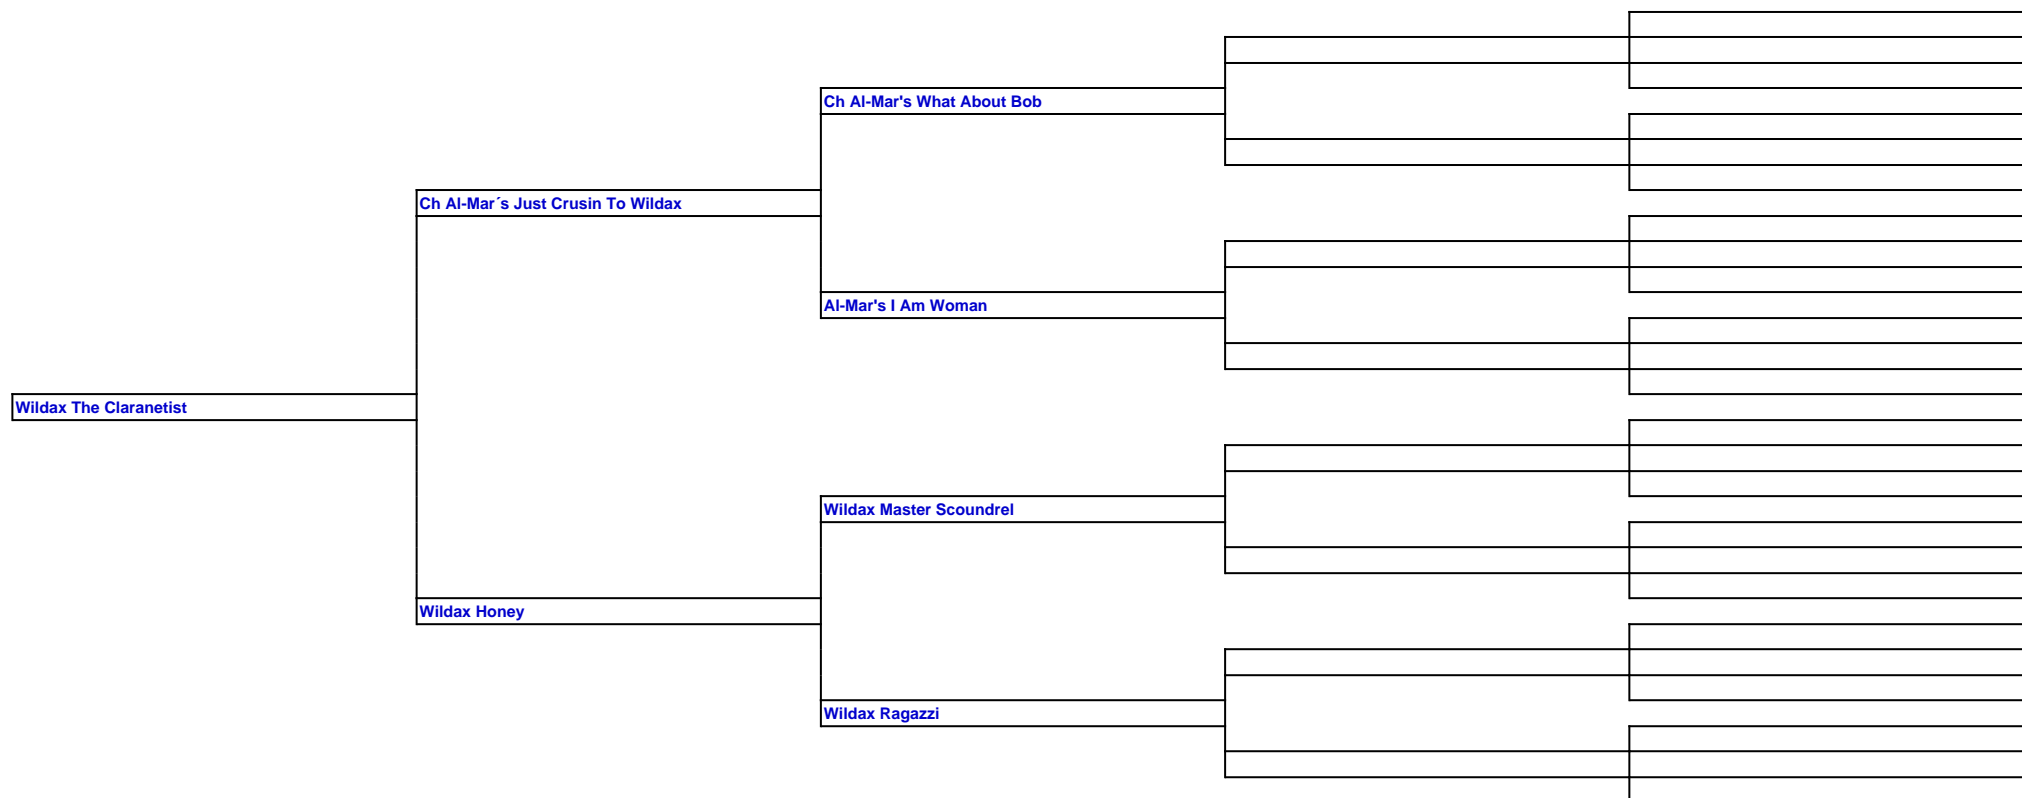 Ch Al-Mar's What About Bob
Ch Al-Mar´s Just Crusin To Wildax
Al-Mar's I Am Woman
Wildax The Claranetist
Wildax Master Scoundrel
Wildax Honey
Wildax Ragazzi